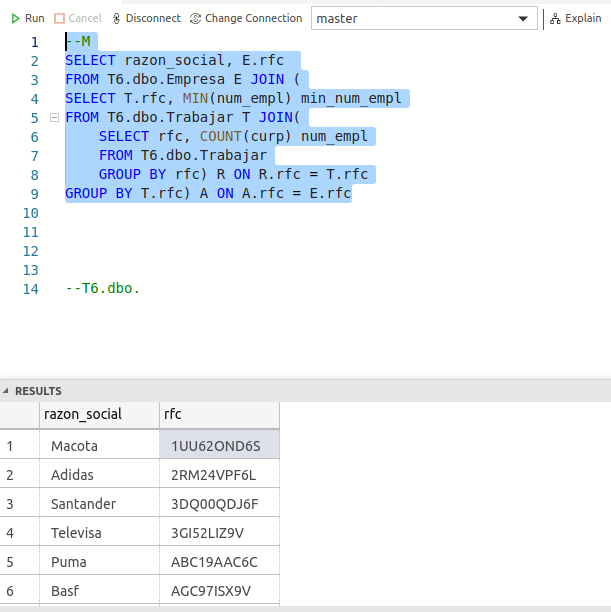 Run Cancel Disconnect Change Connection master Explain
1 --M
2 SELECT razon_social, E.rfc
3 FROM T6.dbo.Empresa E JOIN (
4 SELECT T.rfc, MIN(num_empl) min_num_empl
5 FROM T6.dbo.Trabajar T JOIN(
6 SELECT rfc, COUNT(curp) num_empl
7 FROM T6.dbo.Trabajar
8 GROUP BY rfc) R ON R.rfc = T.rfc
9 GROUP BY T.rfc) A ON A.rfc = E.rfc
10
11
12
13
14 --T6.dbo.
RESULTS
razon_social rfc
1 Macota 1UU62OND6S
2 Adidas 2RM24VPF6L
3 Santander 3DQ00QDJ6F
4 Televisa 3GI52LIZ9V
5 Puma ABC19AAC6C
6 Basf AGC97ISX9V